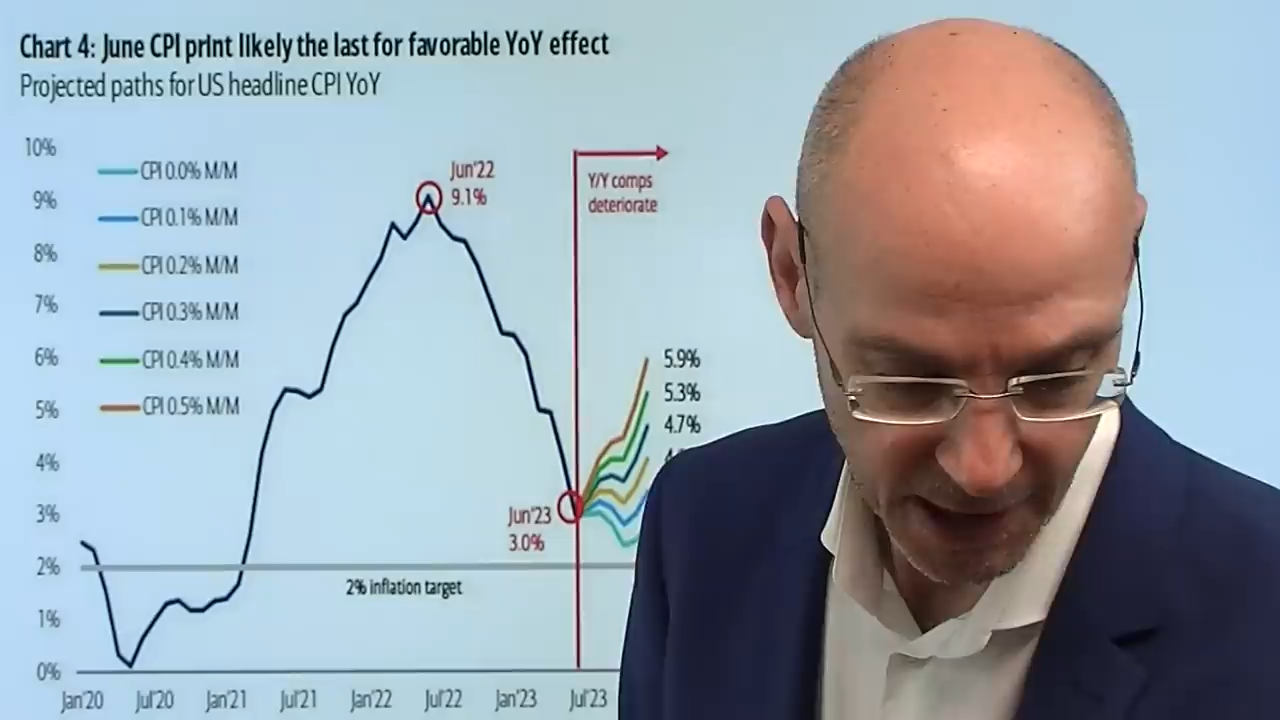 Chart 4: June CPI print likely the last for favorable YoY effect
Projected paths for US headline CPI YoY
10%
9%
8%
7%
6%
5%
4%
3%
2%
1%
0%
CPI 0.0% M/M
CPI 0.1% M/M
CPI 0.2% M/M
CPI 0.3% M/M
CPI 0.4% M/M
CPI 0.5% M/M
Jun'22
9.1%
Y/Y comps
deteriorate
5.9%
5.3%
4.7%
Jun'23
3.0%
2% inflation target
Jan'20
Jul'20
Jan'21
Jul'21
Jan'22
Jul'22
Jan'23
Jul'23